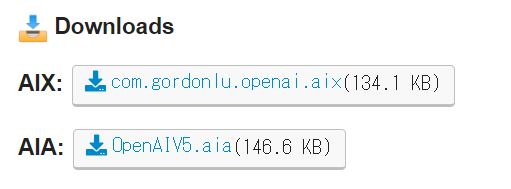 Downloads
AIX: com.gordonlu.openai.aix(134.1 KB)
AIA: OpenAIV5.aia(146.6 KB)